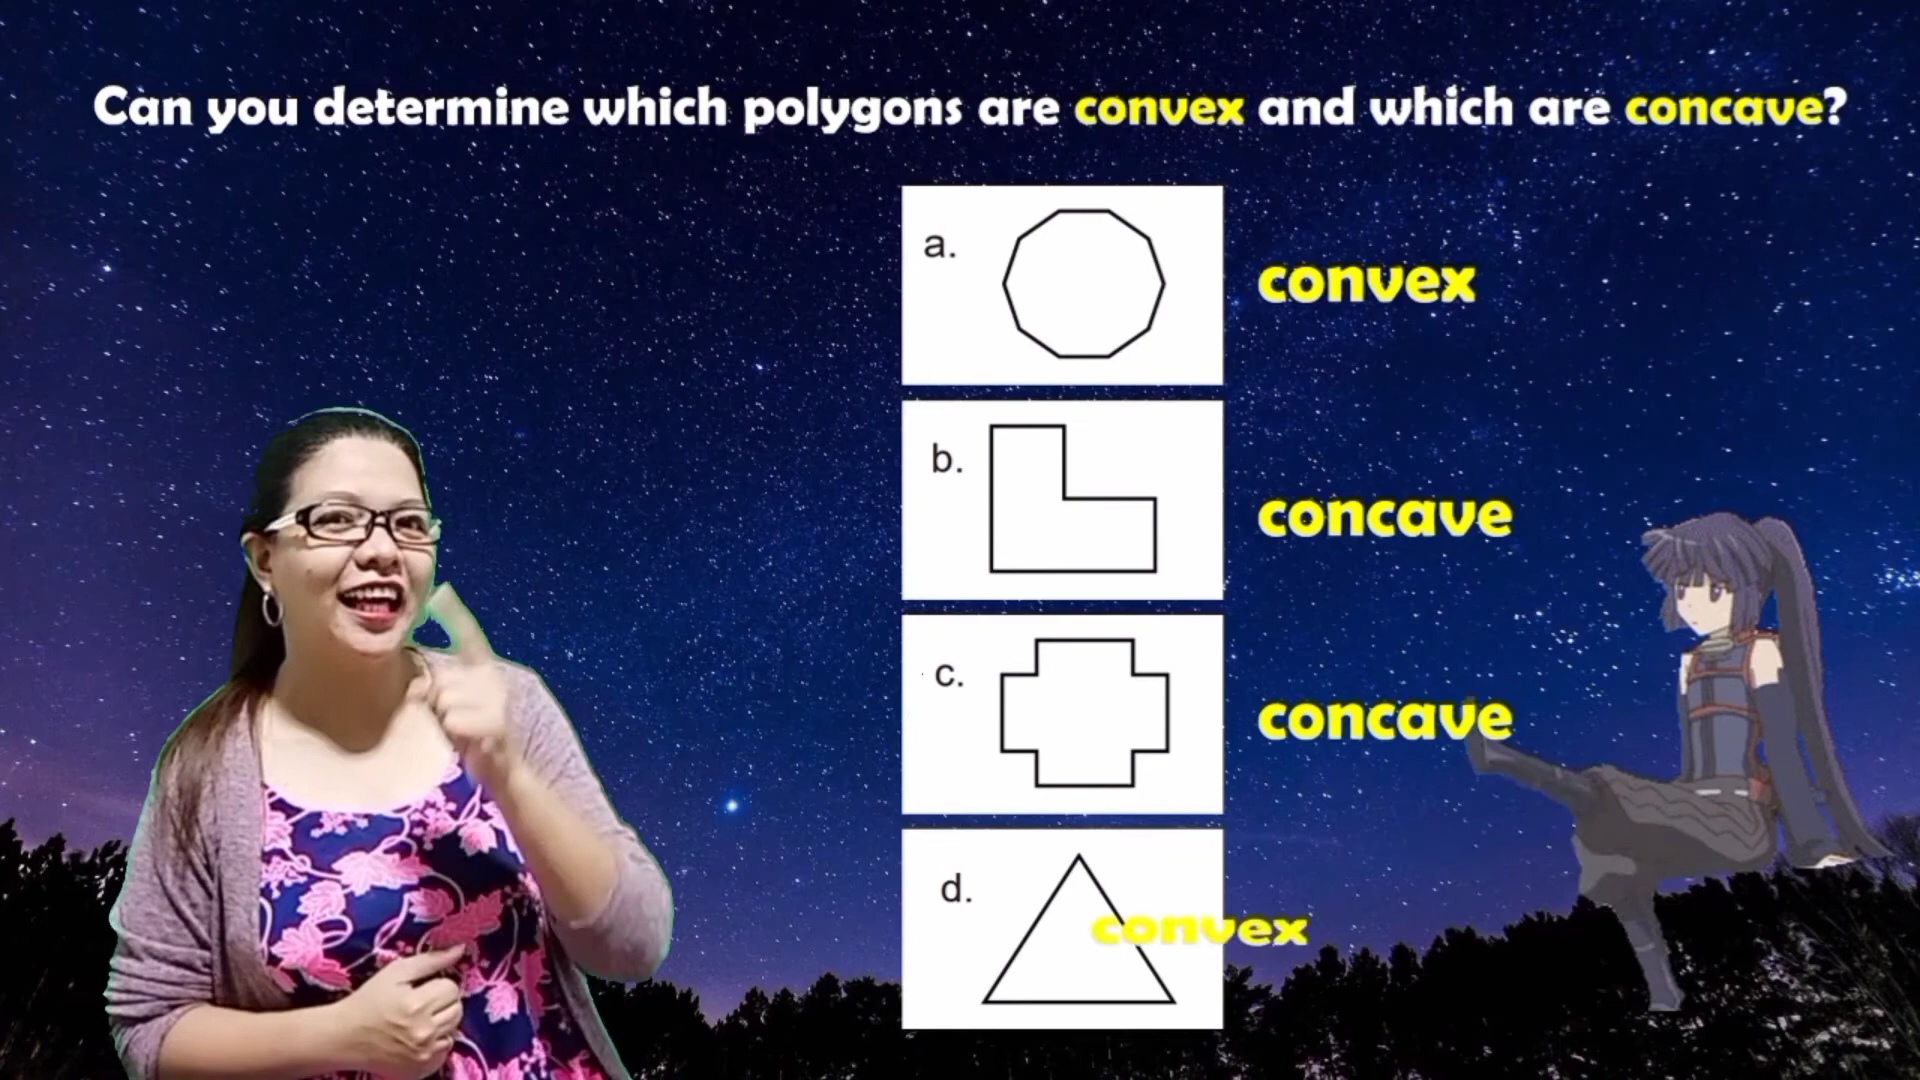 Can you determine which polygons are convex and which are concave?
a.
convex
b.
concave
c.
concave
d.
convex